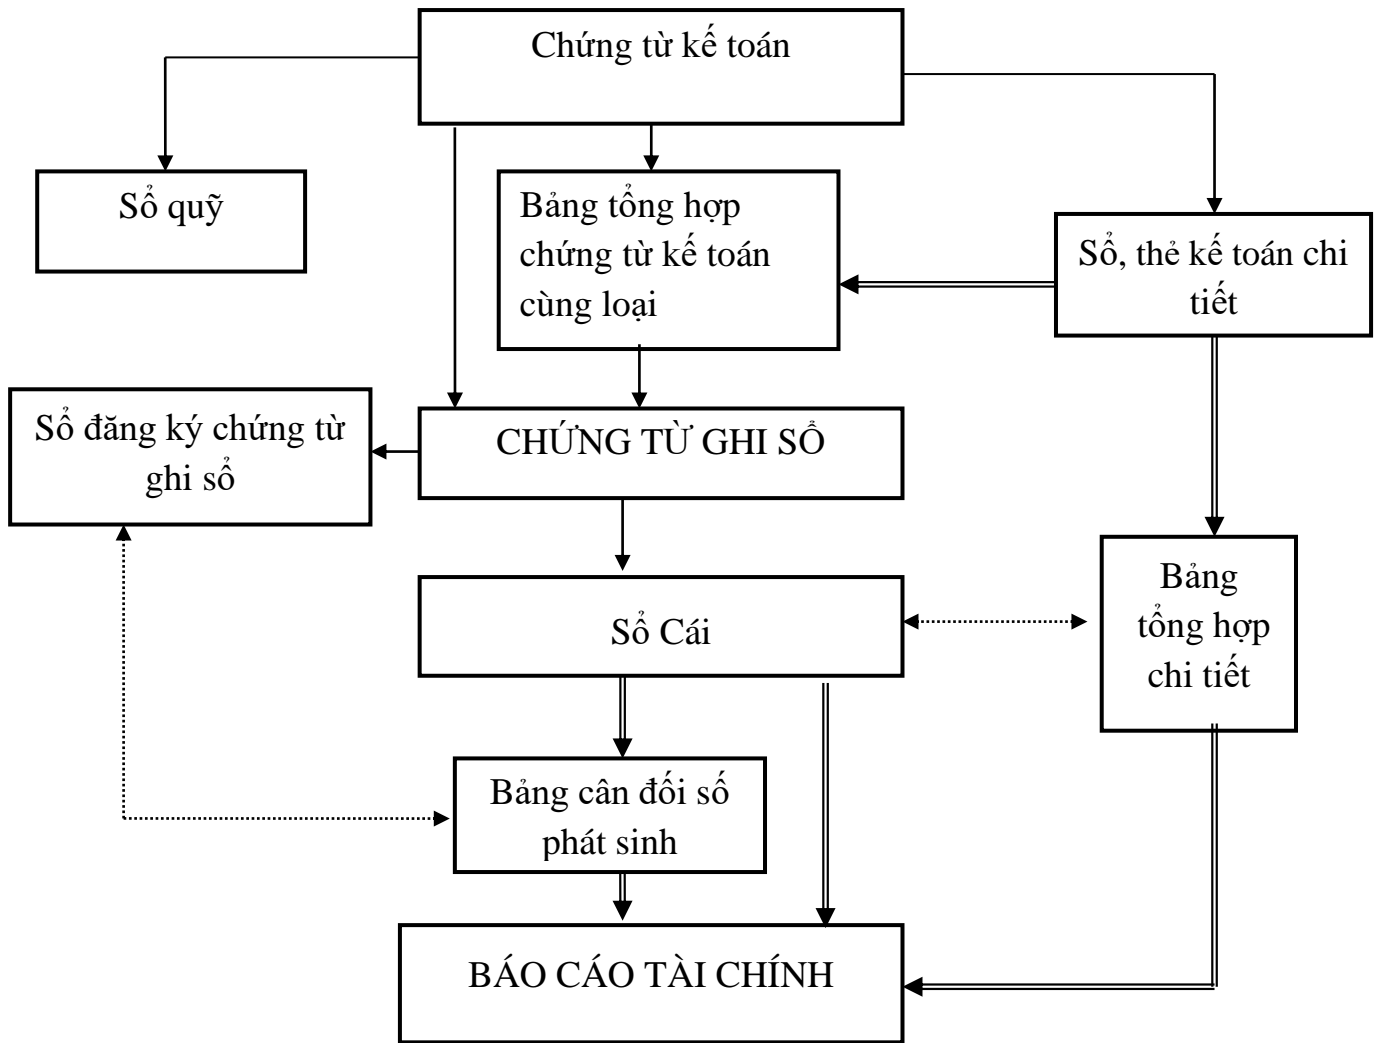 Chứng từ kế toán
Sổ quỹ
Bảng tổng hợp
chứng từ kế toán
cùng loại
Sổ, thẻ kế toán chi
tiết
Sổ đăng ký chứng từ
ghi sổ
CHỨNG TỪ GHI SỔ
Sổ Cái
Bảng
tổng hợp
chi tiết
Bảng cân đối số
phát sinh
BÁO CÁO TÀI CHÍNH